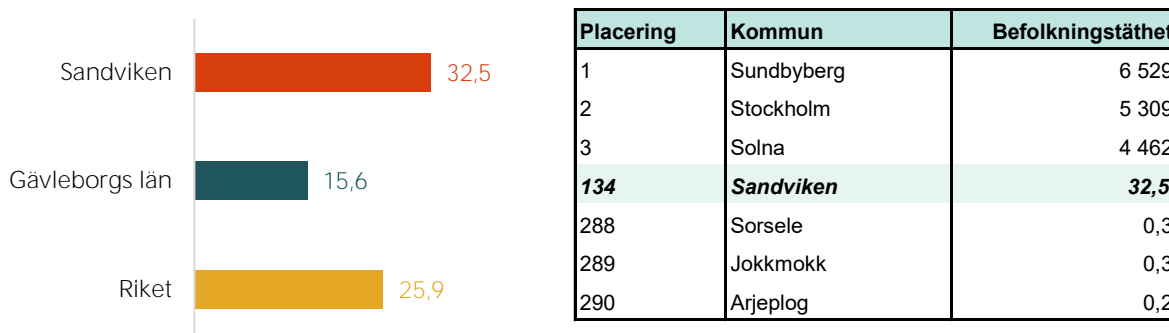 Sandviken 32,5
Gävleborgs län 15,6
Riket 25,9
Placering Kommun Befolkningstäthet
1 Sundbyberg 6 529
2 Stockholm 5 309
3 Solna 4 462
134 Sandviken 32,5
288 Sorsele 0,3
289 Jokkmokk 0,3
290 Arjeplog 0,2